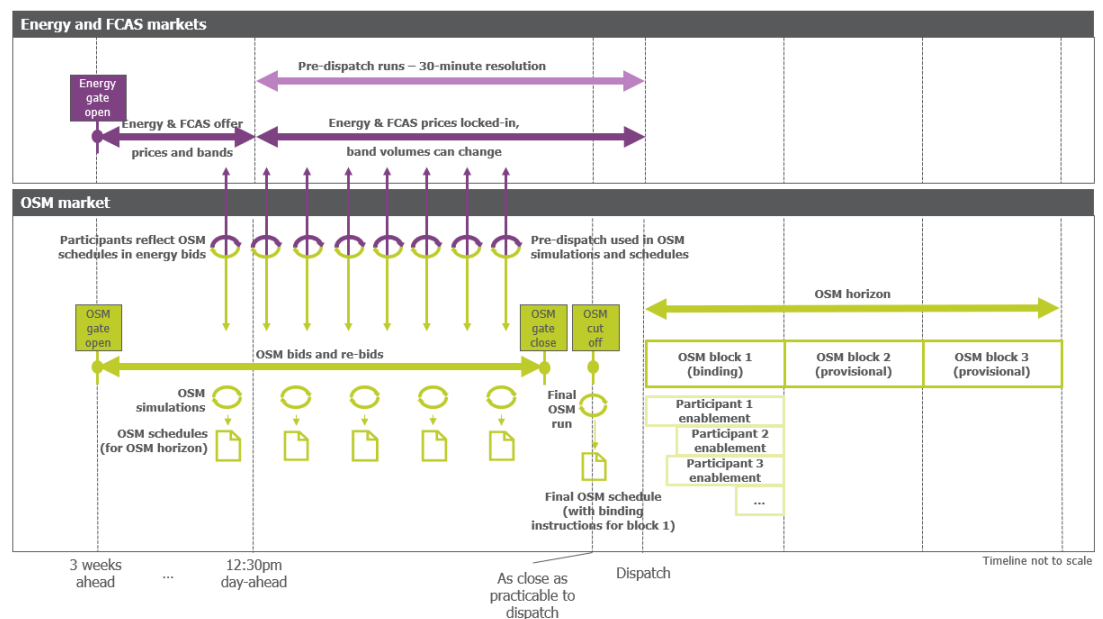 Energy and FCAS markets
Pre-dispatch runs – 30-minute resolution
Energy
gate
open
Energy & FCAS offer
prices and bands
Energy & FCAS prices locked-in,
band volumes can change
OSM market
Participants reflect OSM
schedules in energy bids
Pre-dispatch used in OSM
simulations and schedules
OSM
gate
open
OSM bids and re-bids
OSM
gate
close
OSM
cut
off
OSM horizon
OSM block 1
(binding)
OSM block 2
(provisional)
OSM block 3
(provisional)
OSM
simulations
OSM schedules
(for OSM horizon)
Final
OSM
run
Participant 1
enablement
Participant 2
enablement
Participant 3
enablement
...
Final OSM schedule
(with binding
instructions for block 1)
3 weeks
ahead
...
12:30pm
day-ahead
As close as
practicable to
dispatch
Dispatch
Timeline not to scale